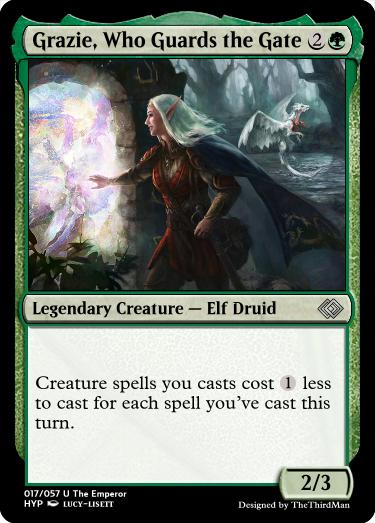 Grazie, Who Guards the Gate 2
Legendary Creature — Elf Druid
Creature spells you casts cost 1 less
to cast for each spell you've cast this
turn.
2/3
017/057 U The Emperor
HYP LUCY-LISETT
Designed by TheThirdMan